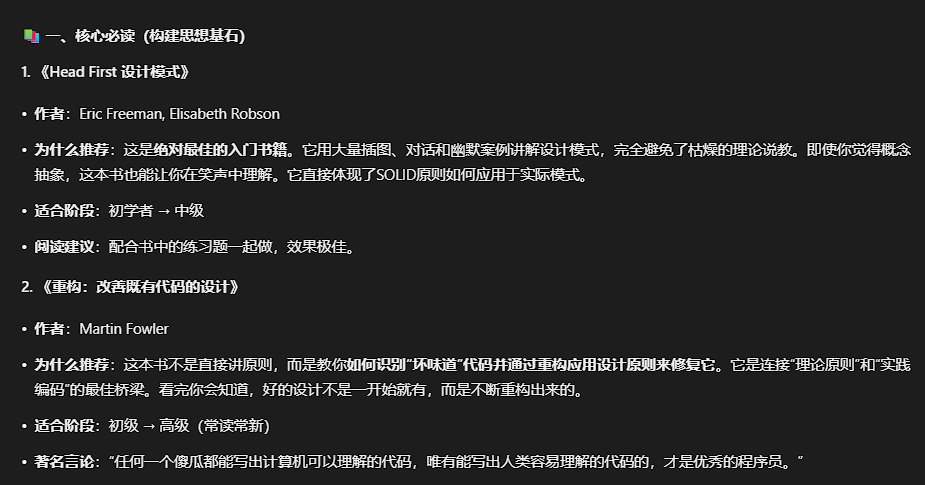 📚 一、核心必读（构建思想基石）
1. 《Head First 设计模式》
• 作者：Eric Freeman, Elisabeth Robson
• 为什么推荐：这是绝对最佳的入门书籍。它用大量插图、对话和幽默案例讲解设计模式，完全避免了枯燥的理论说教。即使你觉得概念
抽象，这本书也能让你在笑声中理解。它直接体现了SOLID原则如何应用于实际模式。
• 适合阶段：初学者 → 中级
• 阅读建议：配合书中的练习题一起做，效果极佳。
2. 《重构：改善既有代码的设计》
• 作者：Martin Fowler
• 为什么推荐：这本书不是直接讲原则，而是教你如何识别“坏味道”代码并通过重构应用设计原则来修复它。它是连接“理论原则”和“实践
编码”的最佳桥梁。看完你会知道，好的设计不是一开始就有，而是不断重构出来的。
• 适合阶段：初级 → 高级（常读常新）
• 著名言论：“任何一个傻瓜都能写出计算机可以理解的代码，唯有能写出人类容易理解的代码的，才是优秀的程序员。”